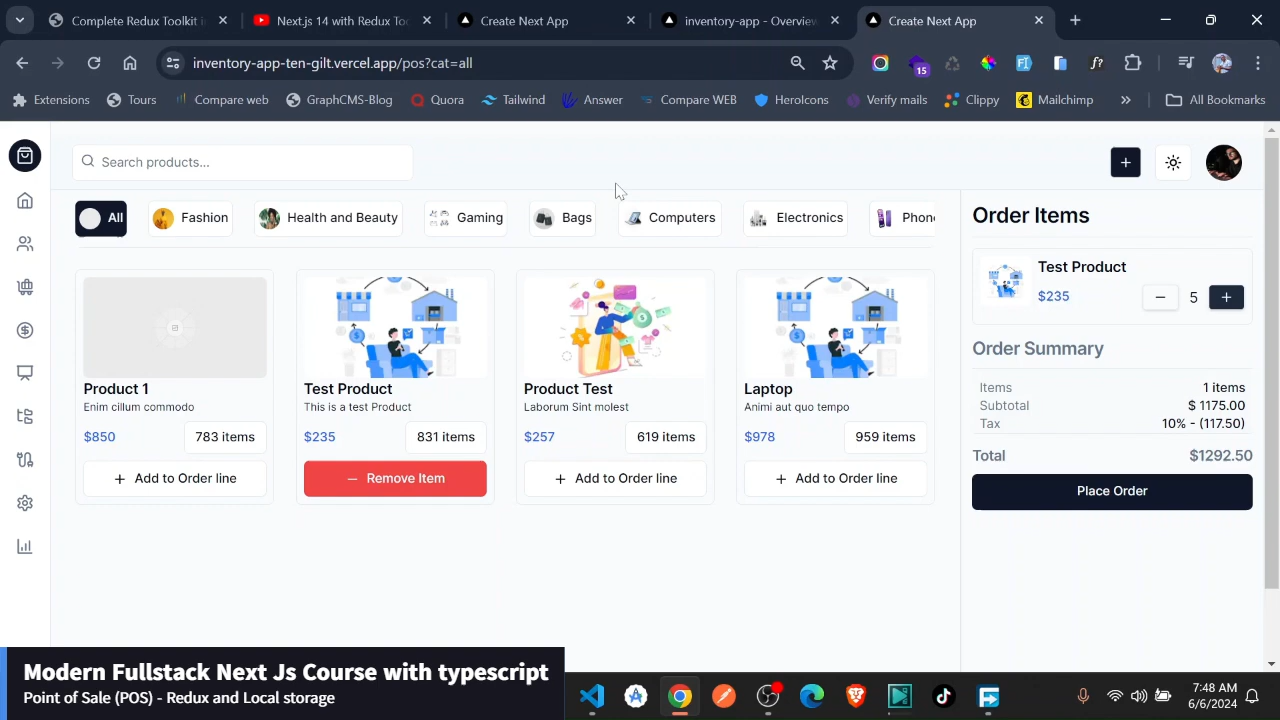 Complete Redux Toolkit i
Next.js 14 with Redux Too
Create Next App
inventory-app - Overview
Create Next App
inventory-app-ten-gilt.vercel.app/pos?cat=all
15
Extensions
Tours
Compare web
GraphCMS-Blog
Quora
Tailwind
Answer
Compare WEB
HeroIcons
Verify mails
Clippy
Mailchimp
All Bookmarks
Search products...
All
Fashion
Health and Beauty
Gaming
Bags
Computers
Electronics
Phon
Product 1
Enim cillum commodo
$850
783 items
Add to Order line
Test Product
This is a test Product
$235
831 items
Remove Item
Product Test
Laborum Sint molest
$257
619 items
Add to Order line
Laptop
Animi aut quo tempo
$978
959 items
Add to Order line
Order Items
Test Product
$235
5
Order Summary
Items 1 items
Subtotal $ 1175.00
Tax 10% - (117.50)
Total $1292.50
Place Order
Modern Fullstack Next Js Course with typescript
Point of Sale (POS) - Redux and Local storage
7:48 AM
6/6/2024